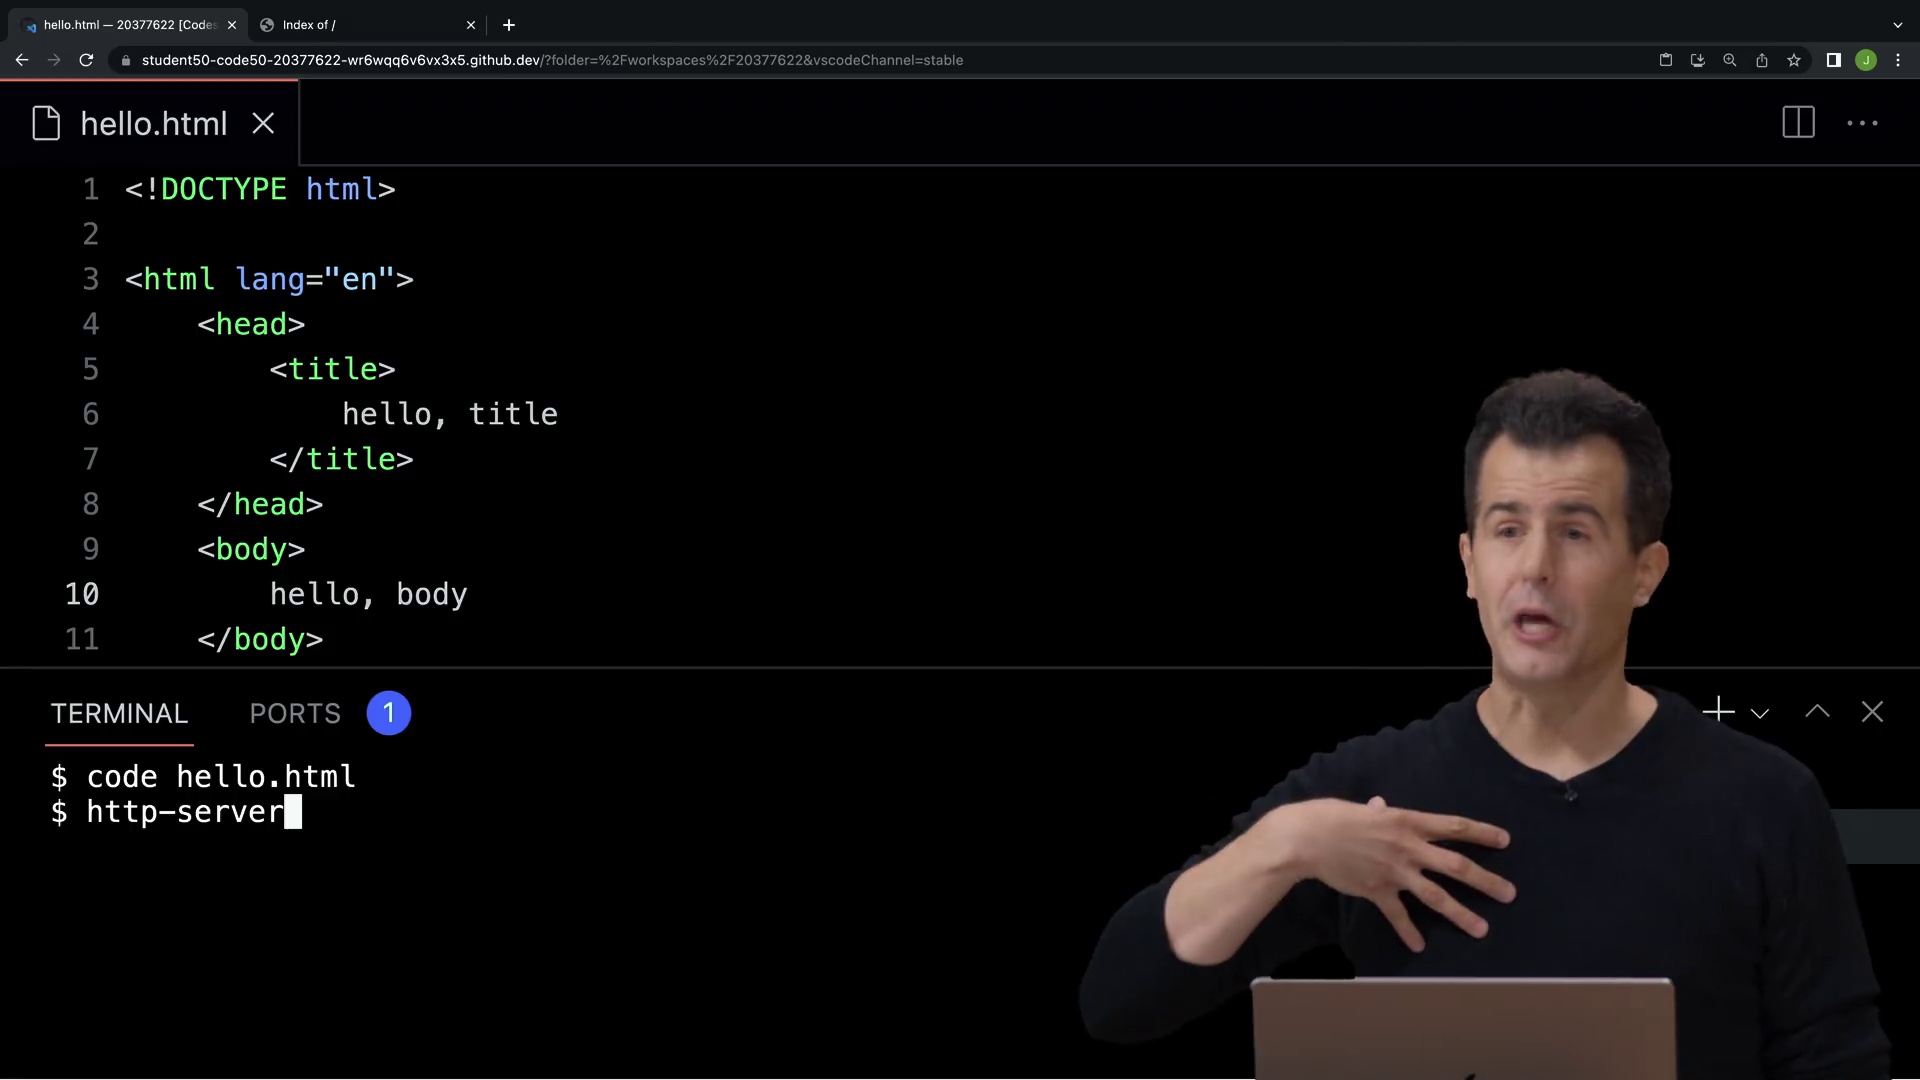 hello.html — 20377622 [Codes
Index of /
student50-code50-20377622-wr6wqq6v6vx3x5.github.dev/?folder=%2Fworkspaces%2F20377622&vscodeChannel=stable
J
hello.html
1 <!DOCTYPE html>
2
3 <html lang="en">
4 <head>
5 <title>
6 hello, title
7 </title>
8 </head>
9 <body>
10 hello, body
11 </body>
TERMINAL PORTS 1
$ code hello.html
$ http-server